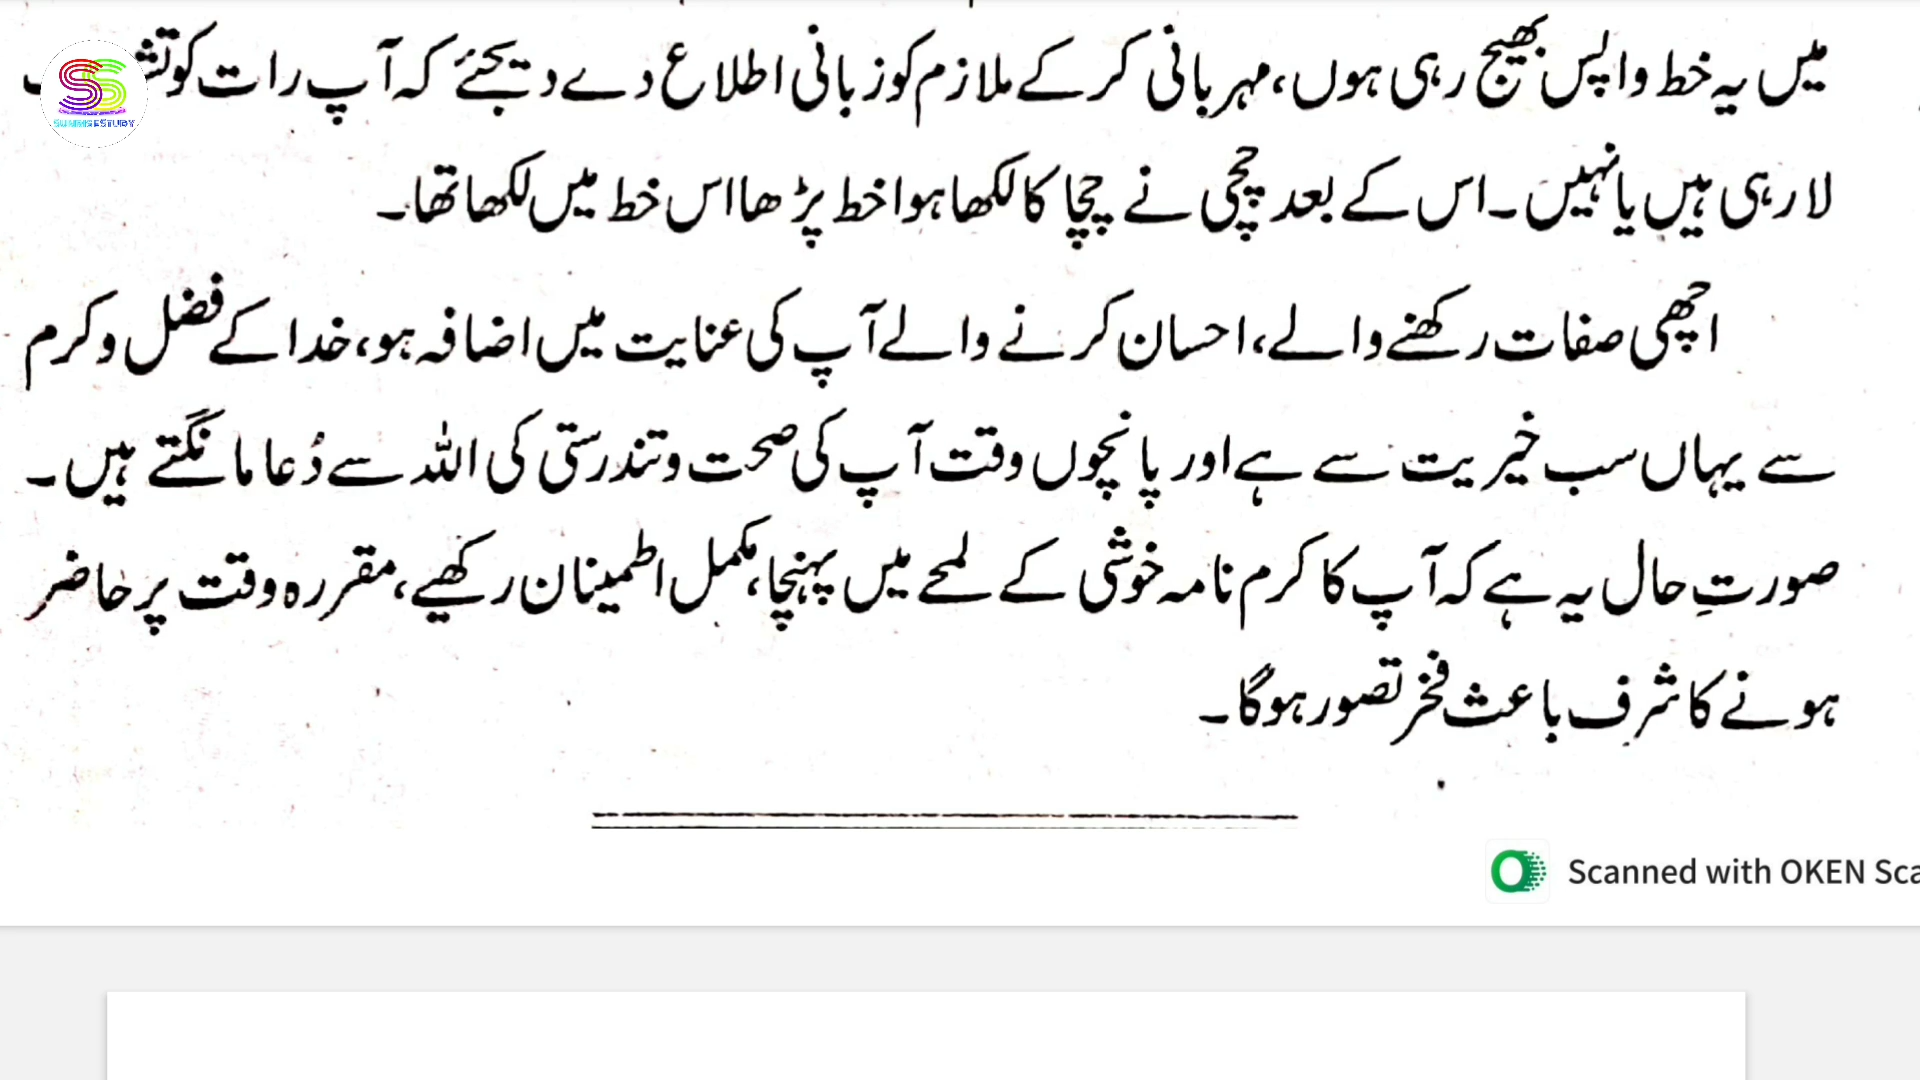 میں یہ خط واپس بھیج رہی ہوں، مہربانی کر کے ملازم کو زبانی اطلاع دے دیجئے کہ آپ رات کو
لا رہی ہیں یا نہیں۔ اس کے بعد چچی نے چچا کا لکھا ہوا خط پڑھا اس خط میں لکھا تھا۔
اچھی صفات رکھنے والے، احسان کرنے والے آپ کی عنایت میں اضافہ ہو، خدا کے فضل و کرم
سے یہاں سب خیریت سے ہے اور پانچوں وقت آپ کی صحت و تندرستی کی اللہ سے دُعا مانگتے ہیں۔
صورتِ حال یہ ہے کہ آپ کا کرم نامہ خوشی کے لمحے میں پہنچا، مکمل اطمینان رکھیے، مقررہ وقت پر حاضر
ہونے کا شرف باعث فخر تصور ہوگا۔
Scanned with OKEN